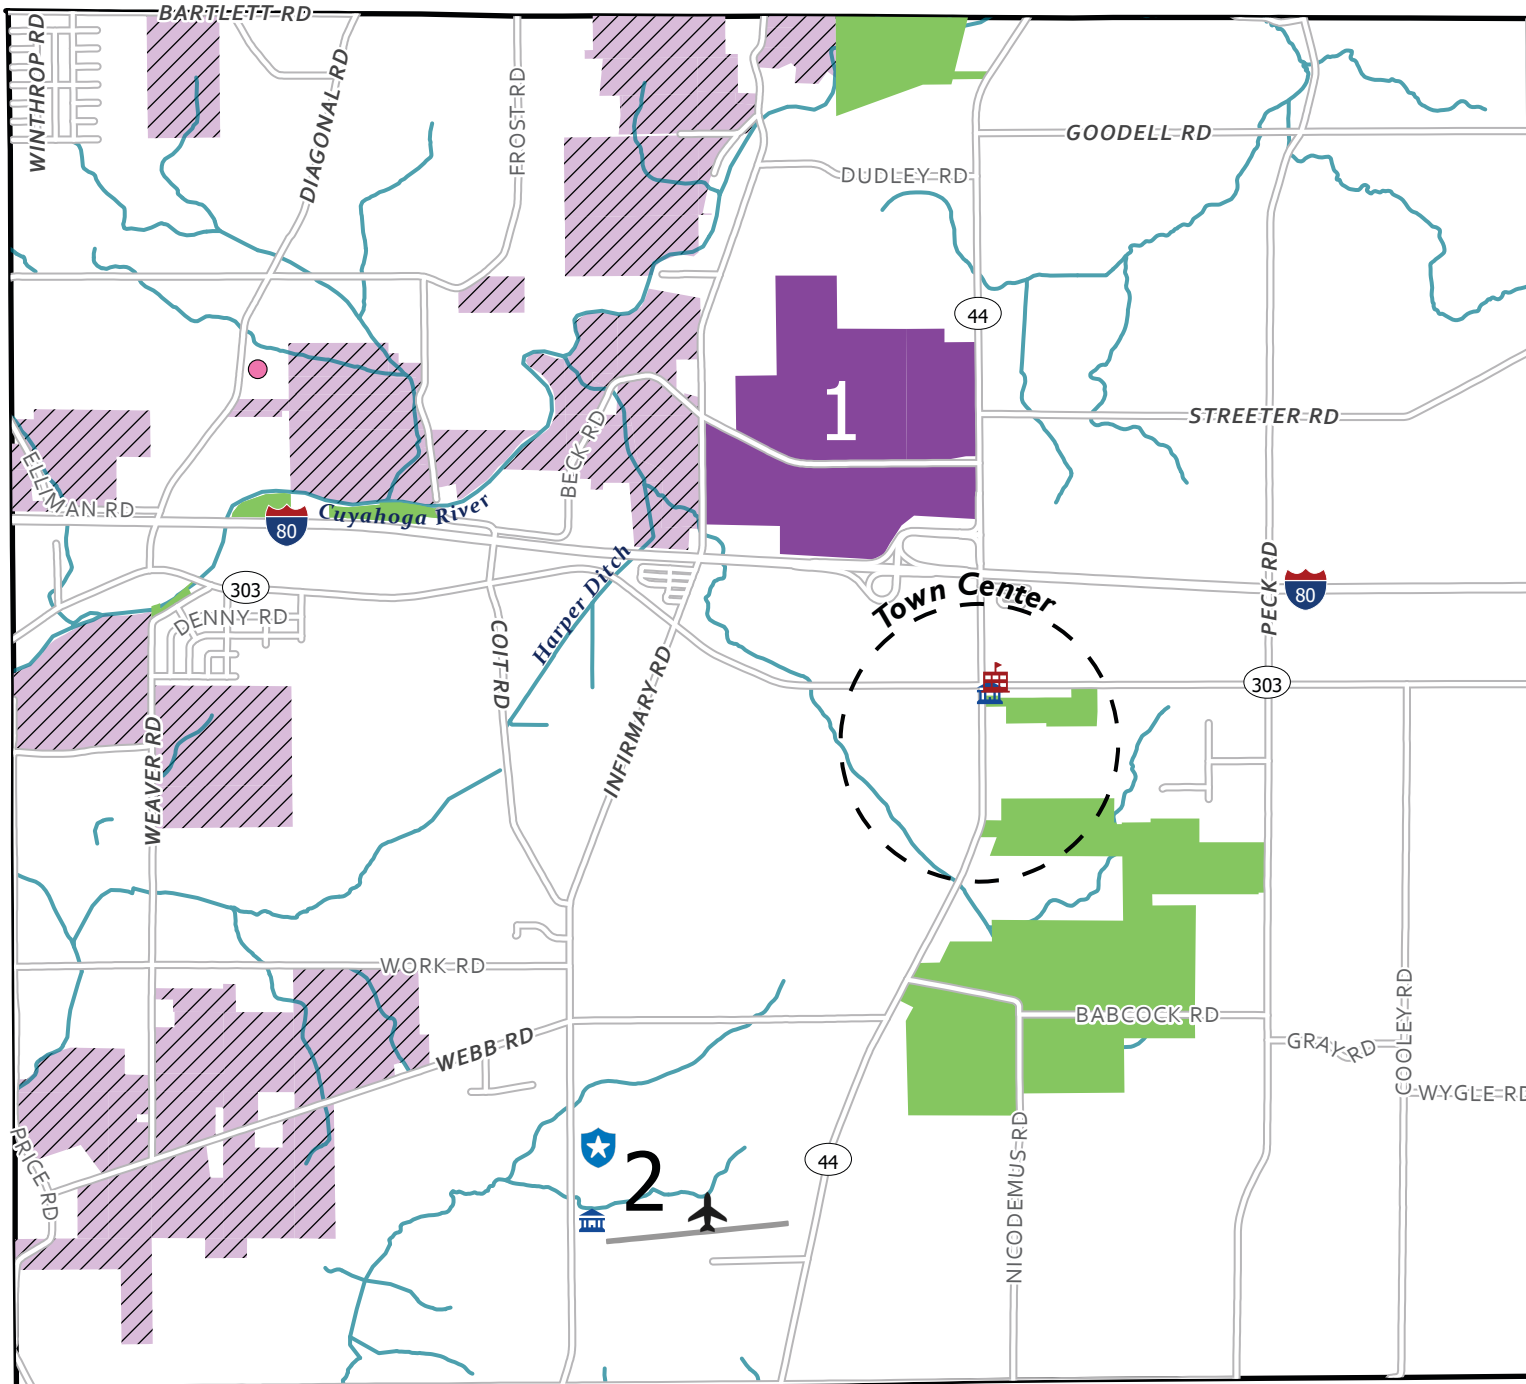 BARTLETT RD
WINTHROP RD
DIAGONAL RD
FROST RD
GOODELL RD
DUDLEY RD
44
1
STREETER RD
BECK RD
ELLMAN RD
80
Cuyahoga River
303
DENNY RD
Harper Ditch
Town Center
PECK RD
80
COIT RD
INFIRMARY RD
303
WEAVER RD
WORK RD
WEBB RD
BABCOCK RD
GRAY RD
COOLEY RD
WYGLE RD
PRICE RD
2
44
NICODEMUS RD